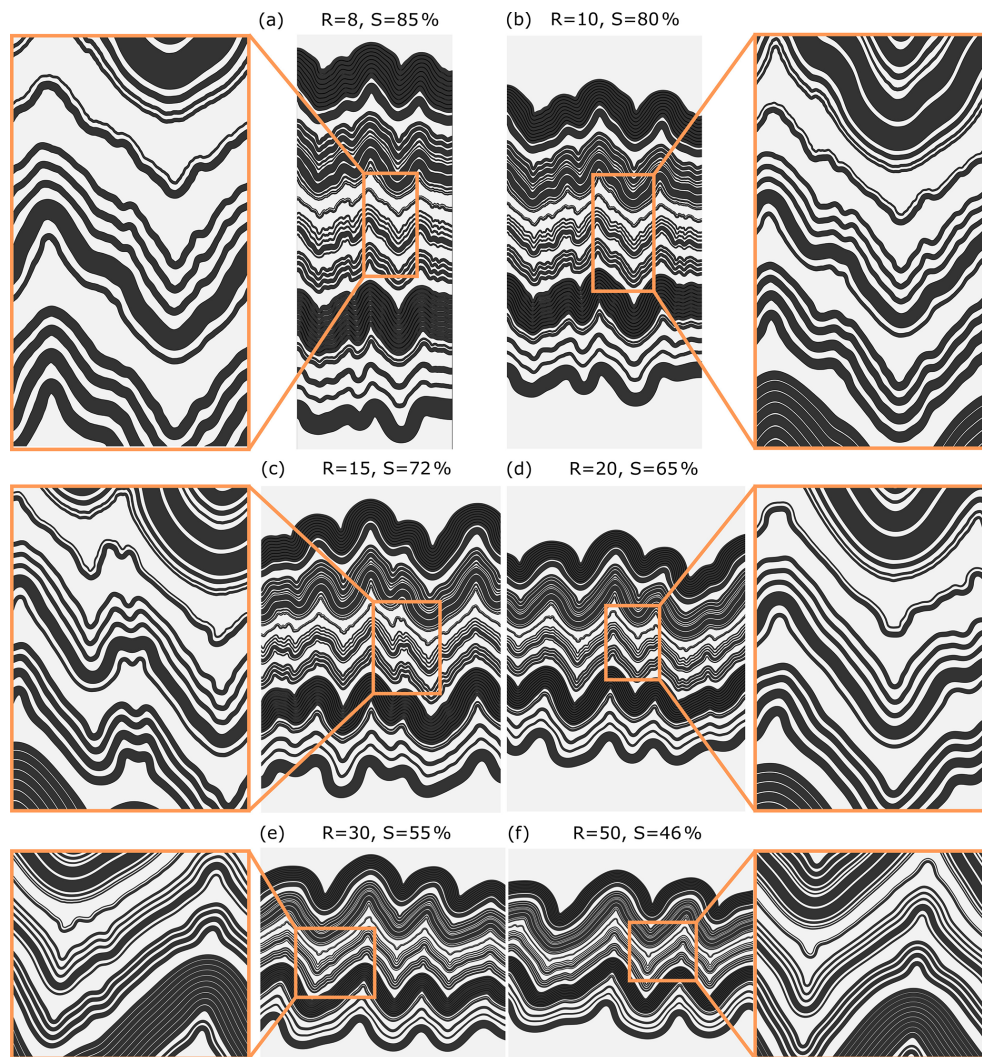 (a) R=8, S=85%
(b) R=10, S=80%
(c) R=15, S=72%
(d) R=20, S=65%
(e) R=30, S=55%
(f) R=50, S=46%